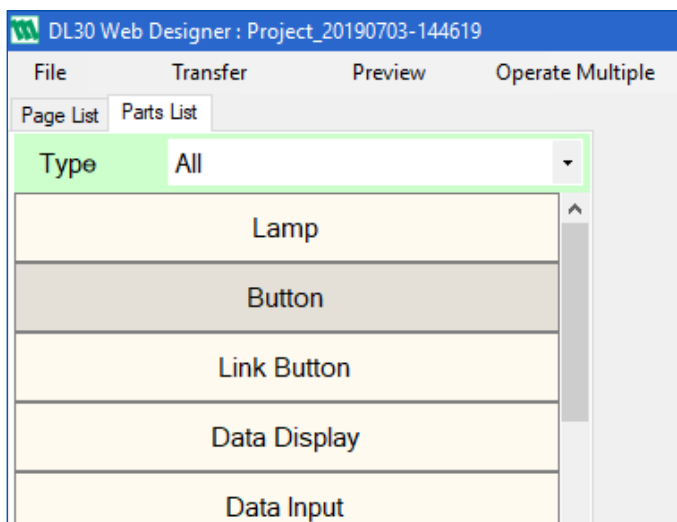 DL30 Web Designer : Project_20190703-144619
File Transfer Preview Operate Multiple
Page List Parts List
Type All
Lamp
Button
Link Button
Data Display
Data Input